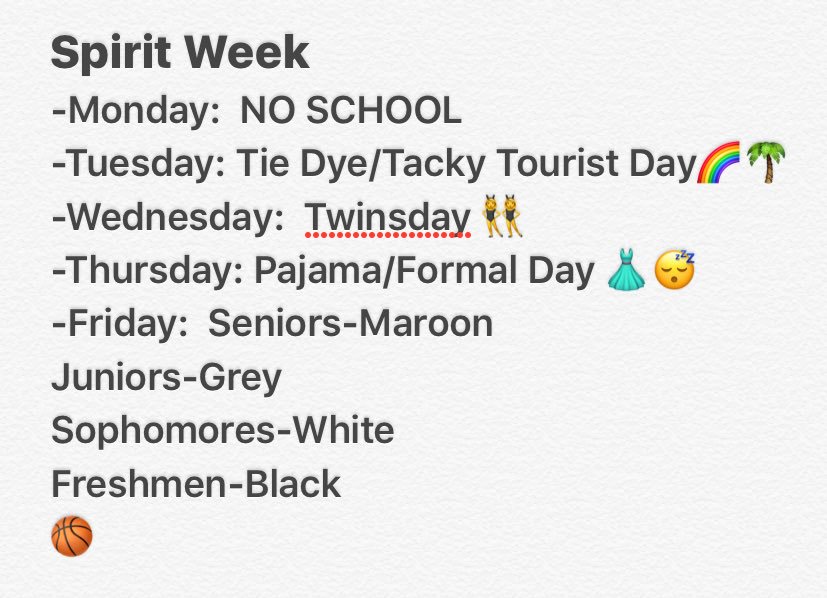 Spirit Week
-Monday:  NO SCHOOL
-Tuesday: Tie Dye/Tacky Tourist Day🌈🌴
-Wednesday:  Twinsday 👯
-Thursday: Pajama/Formal Day 👗😴
-Friday:  Seniors-Maroon
Juniors-Grey
Sophomores-White
Freshmen-Black
🏀